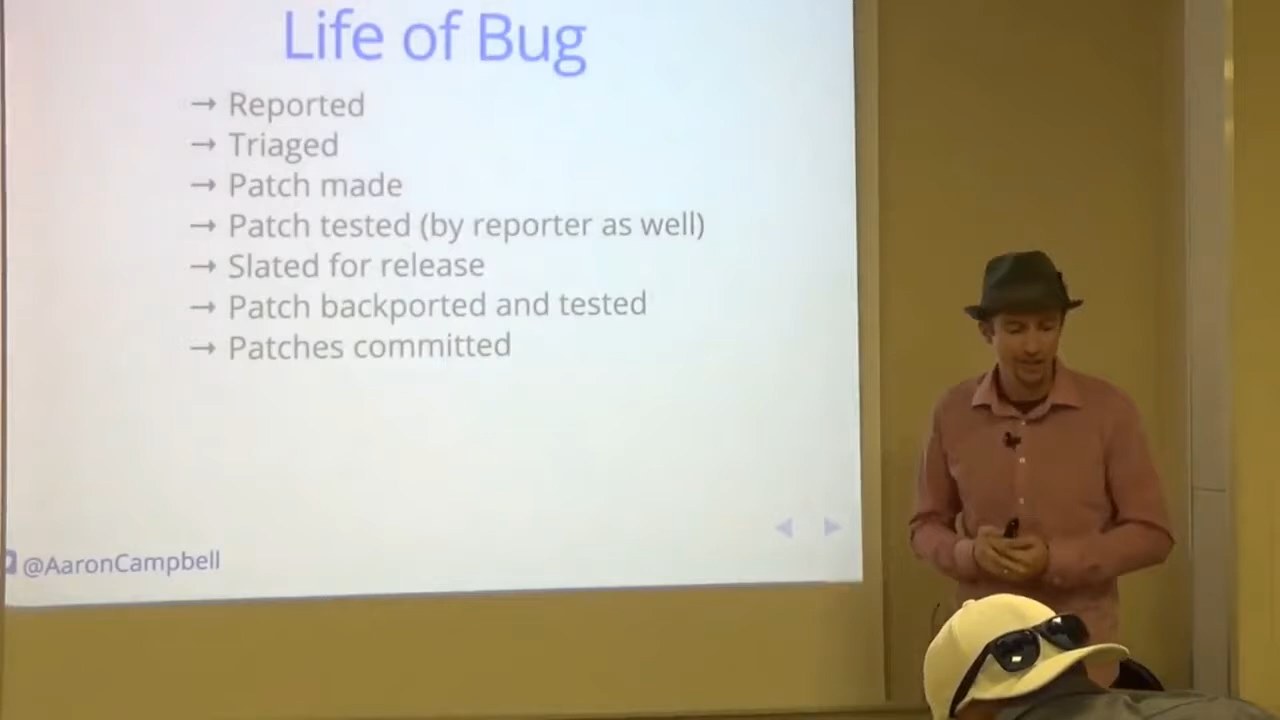 Life of Bug
→ Reported
→ Triaged
→ Patch made
→ Patch tested (by reporter as well)
→ Slated for release
→ Patch backported and tested
→ Patches committed
@AaronCampbell